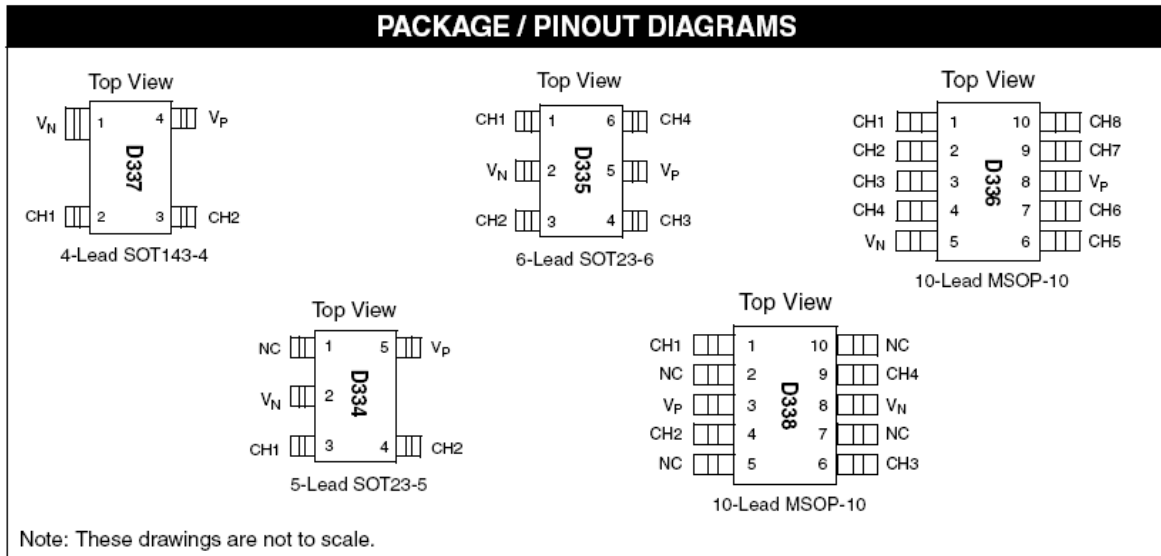 PACKAGE / PINOUT DIAGRAMS
Top View
VN 1 4 VP
D337
CH1 2 3 CH2
4-Lead SOT143-4
Top View
CH1 1 6 CH4
VN 2 5 VP
D335
CH2 3 4 CH3
6-Lead SOT23-6
Top View
CH1 1 10 CH8
CH2 2 9 CH7
CH3 3 8 VP
D336
CH4 4 7 CH6
VN 5 6 CH5
10-Lead MSOP-10
Top View
NC 1 5 VP
VN 2
D334
CH1 3 4 CH2
5-Lead SOT23-5
Top View
CH1 1 10 NC
NC 2 9 CH4
VP 3 8 VN
D338
CH2 4 7 NC
NC 5 6 CH3
10-Lead MSOP-10
Note: These drawings are not to scale.